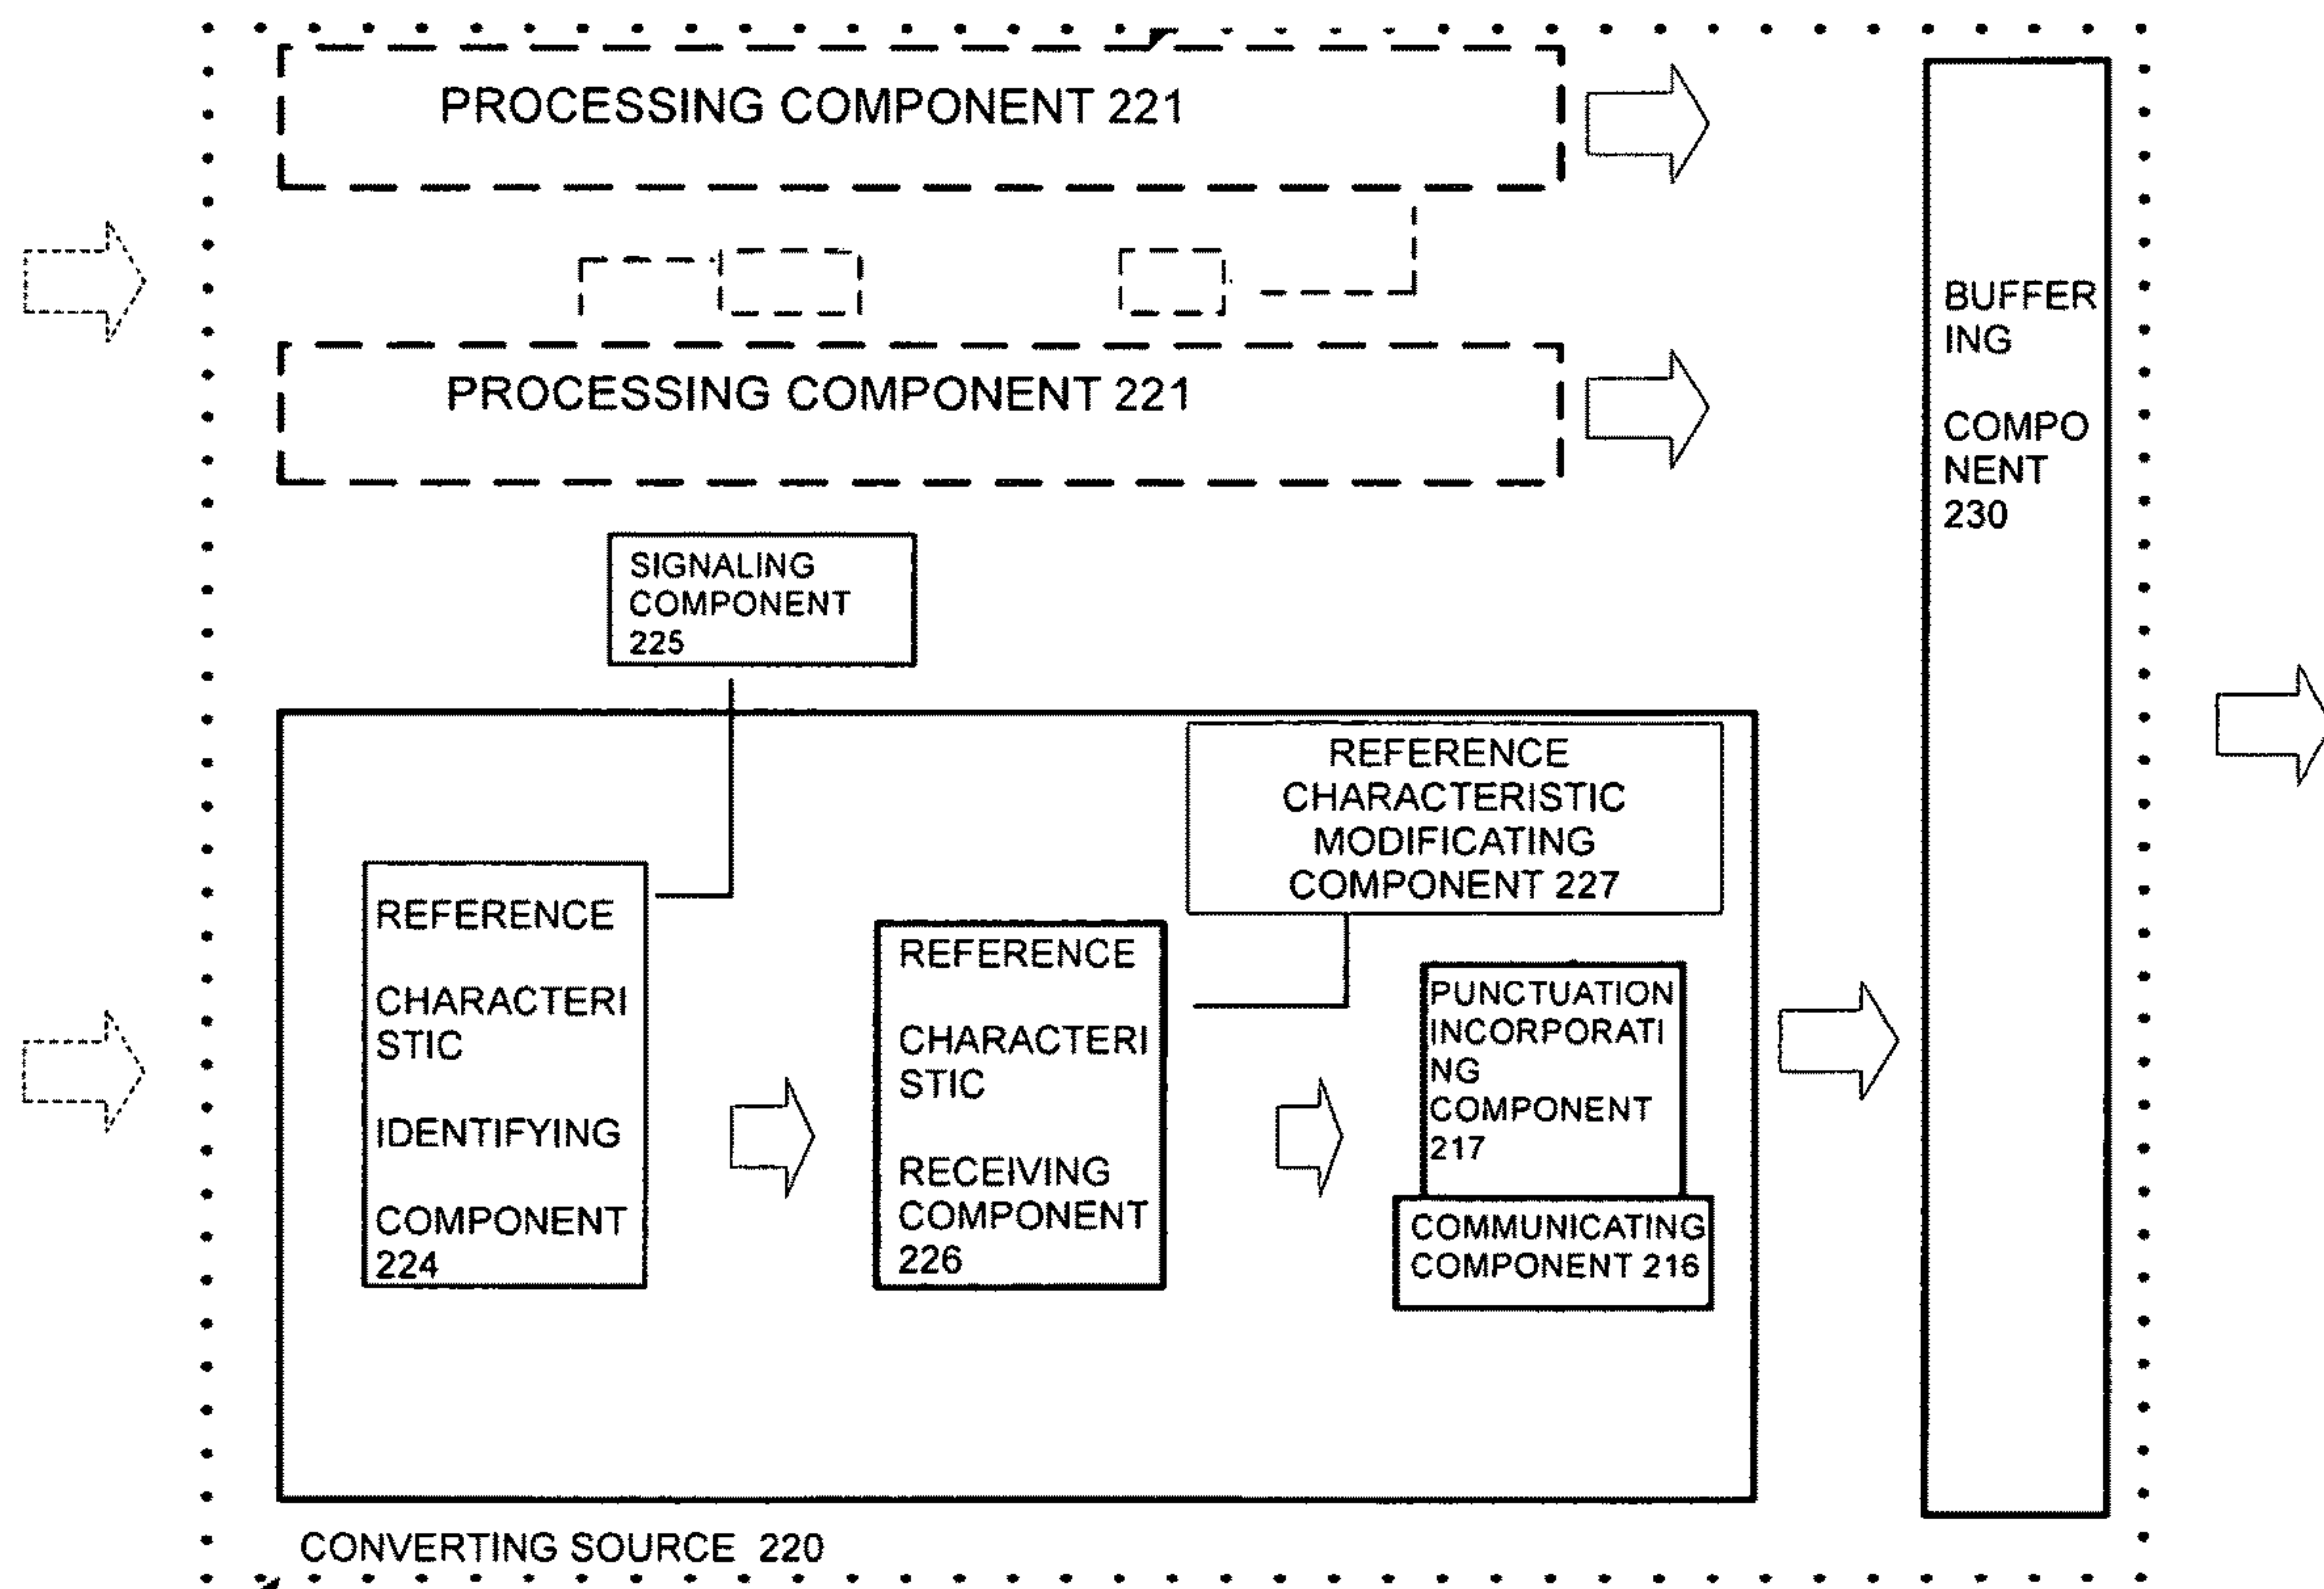 PROCESSING COMPONENT 221
PROCESSING COMPONENT 221
BUFFER
ING
COMPO
NENT
230
SIGNALING
COMPONENT
225
REFERENCE
CHARACTERISTIC
MODIFICATING
COMPONENT 227
REFERENCE
CHARACTERI
STIC
IDENTIFYING
COMPONENT
224
REFERENCE
CHARACTERI
STIC
RECEIVING
COMPONENT
226
PUNCTUATION
INCORPORATI
NG
COMPONENT
217
COMMUNICATING
COMPONENT 216
CONVERTING SOURCE 220